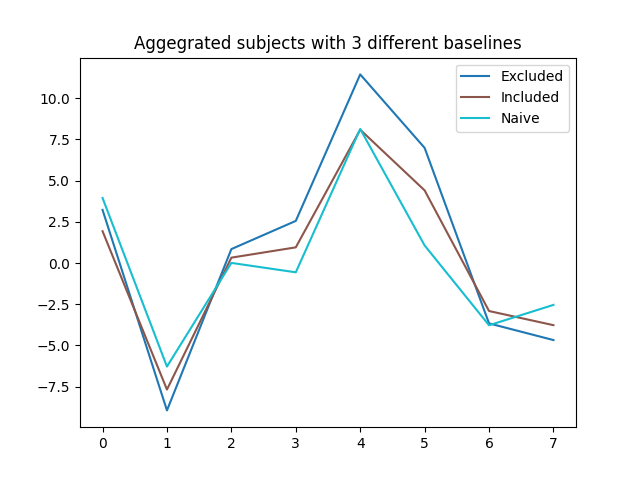 Aggegrated subjects with 3 different baselines
Excluded
Included
Naive
10.0
7.5
5.0
2.5
0.0
−2.5
−5.0
−7.5
0 1 2 3 4 5 6 7